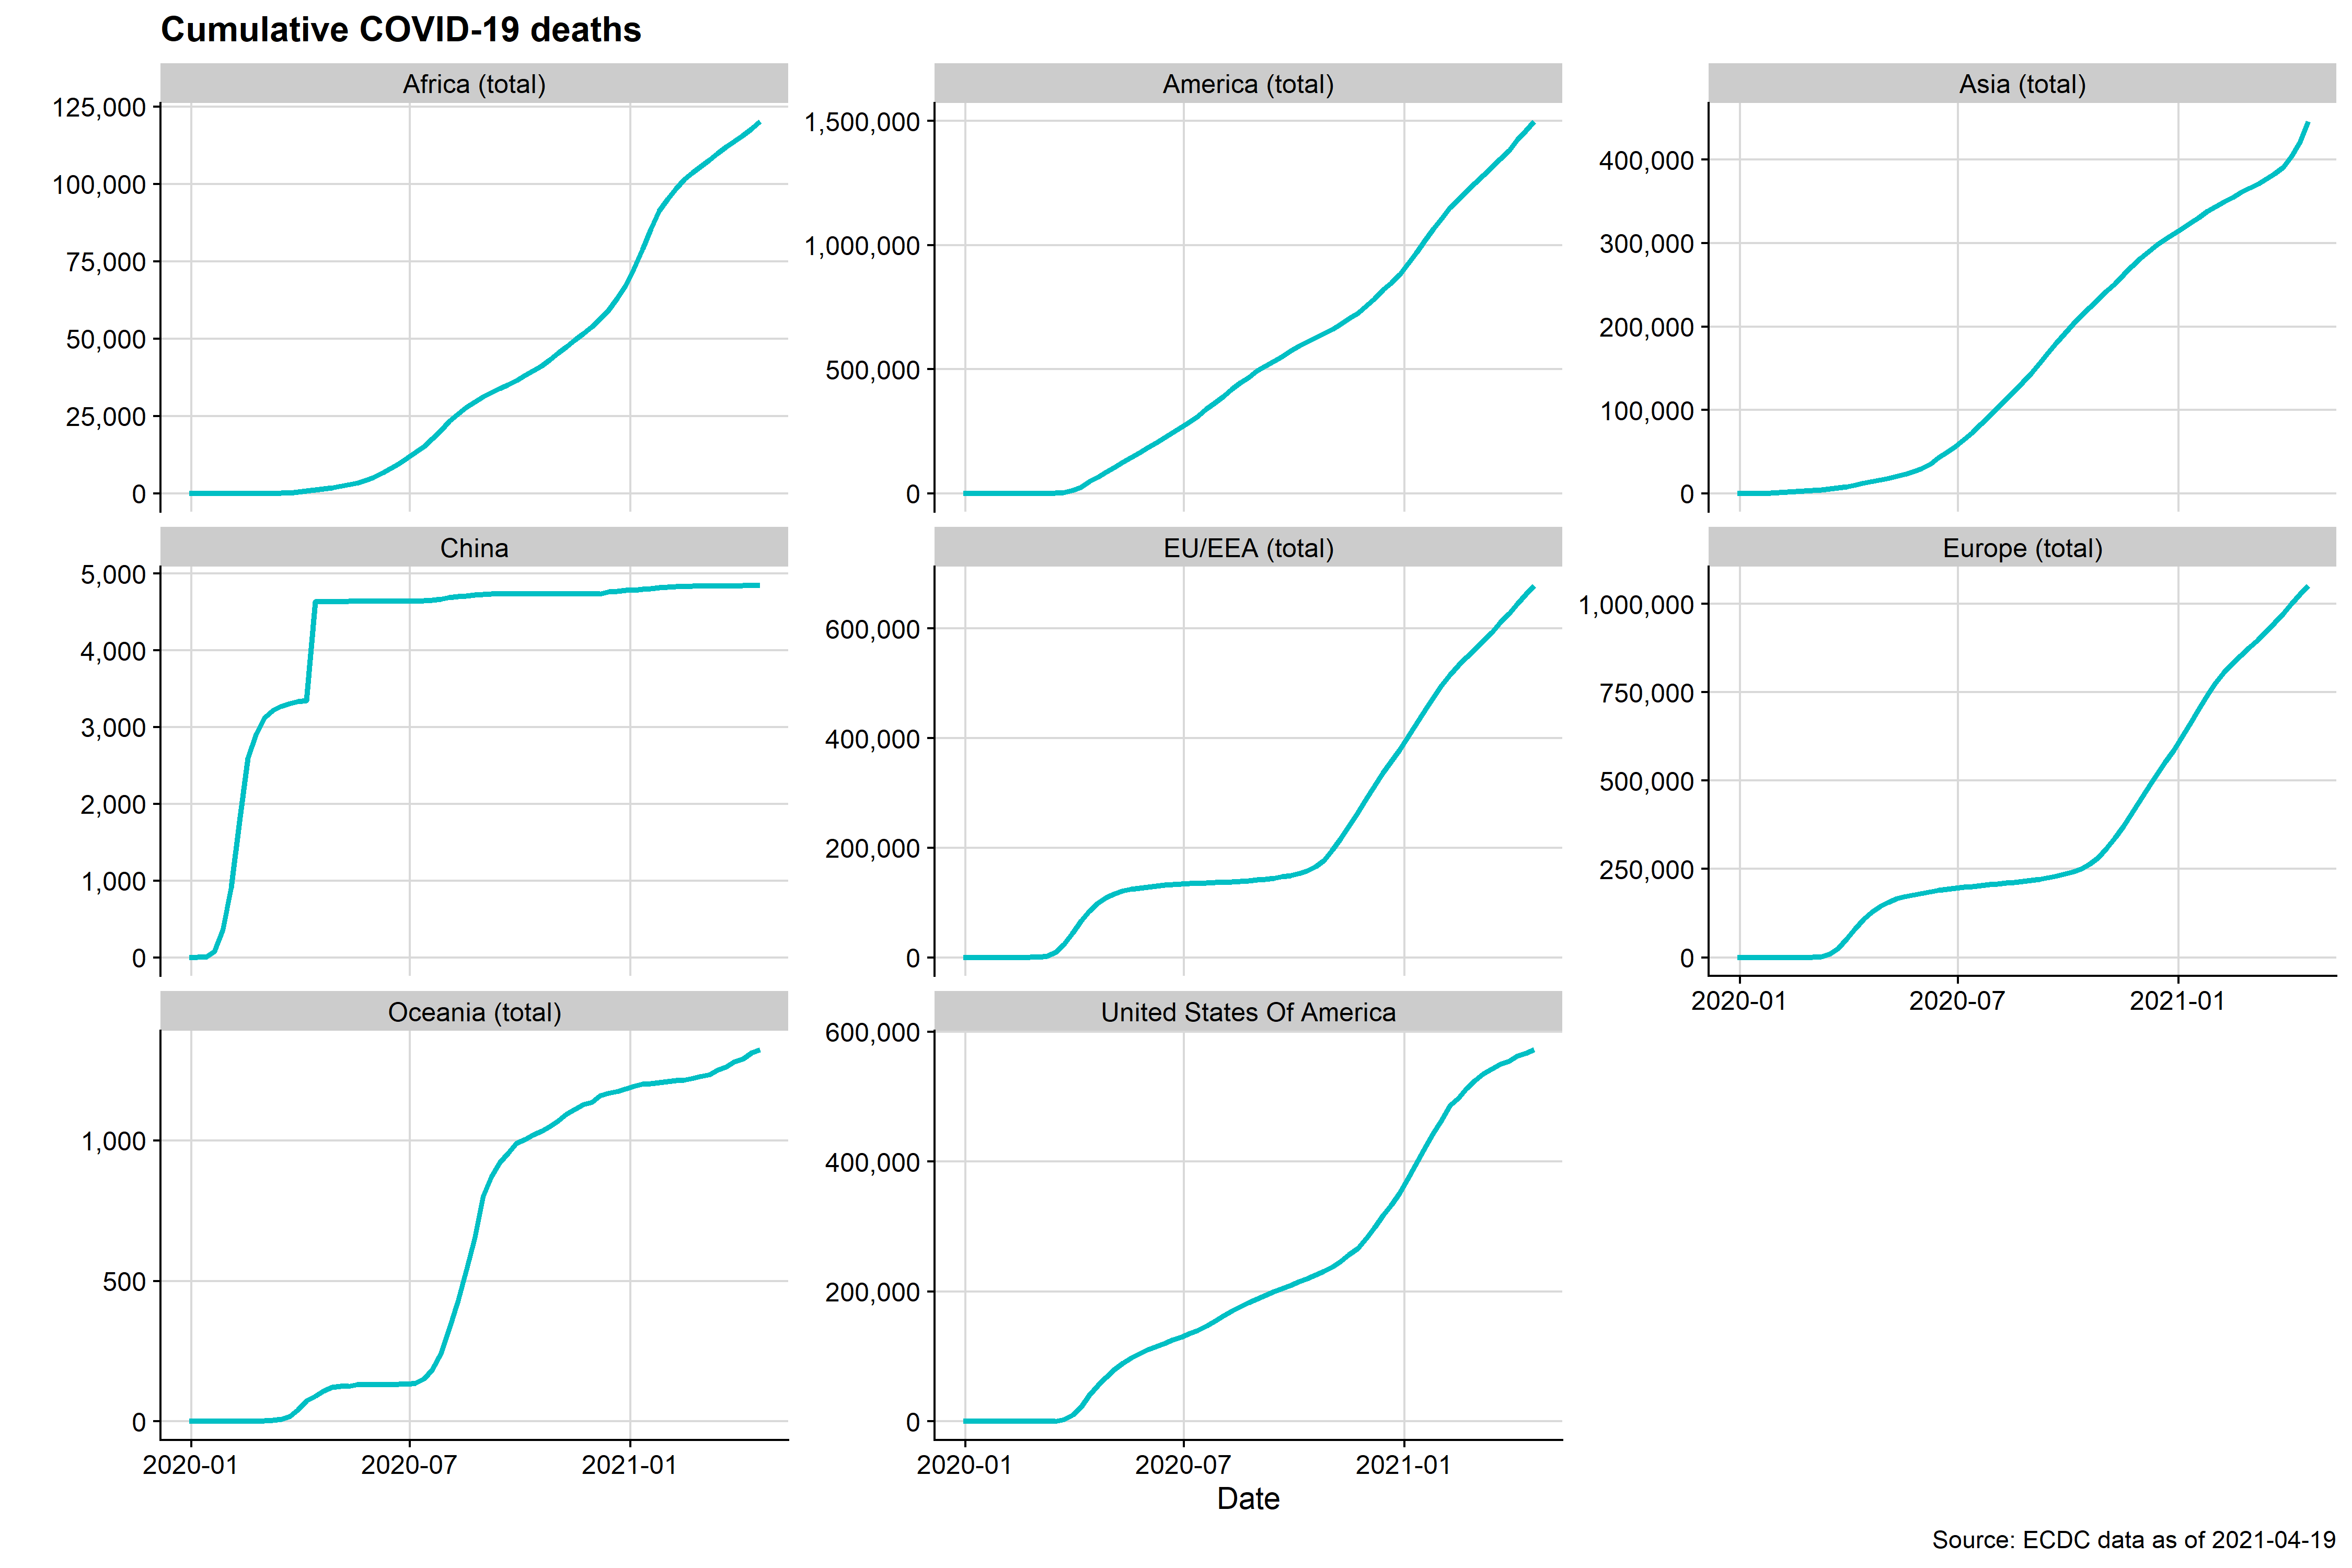 Cumulative COVID-19 deaths
Africa (total)
125,000
100,000
75,000
50,000
25,000
0
America (total)
1,500,000
1,000,000
500,000
0
Asia (total)
400,000
300,000
200,000
100,000
0
China
5,000
4,000
3,000
2,000
1,000
0
EU/EEA (total)
600,000
400,000
200,000
0
Europe (total)
1,000,000
750,000
500,000
250,000
0
2020-01 2020-07 2021-01
Oceania (total)
1,000
500
0
2020-01 2020-07 2021-01
United States Of America
600,000
400,000
200,000
0
2020-01 2020-07 2021-01
Date
Source: ECDC data as of 2021-04-19